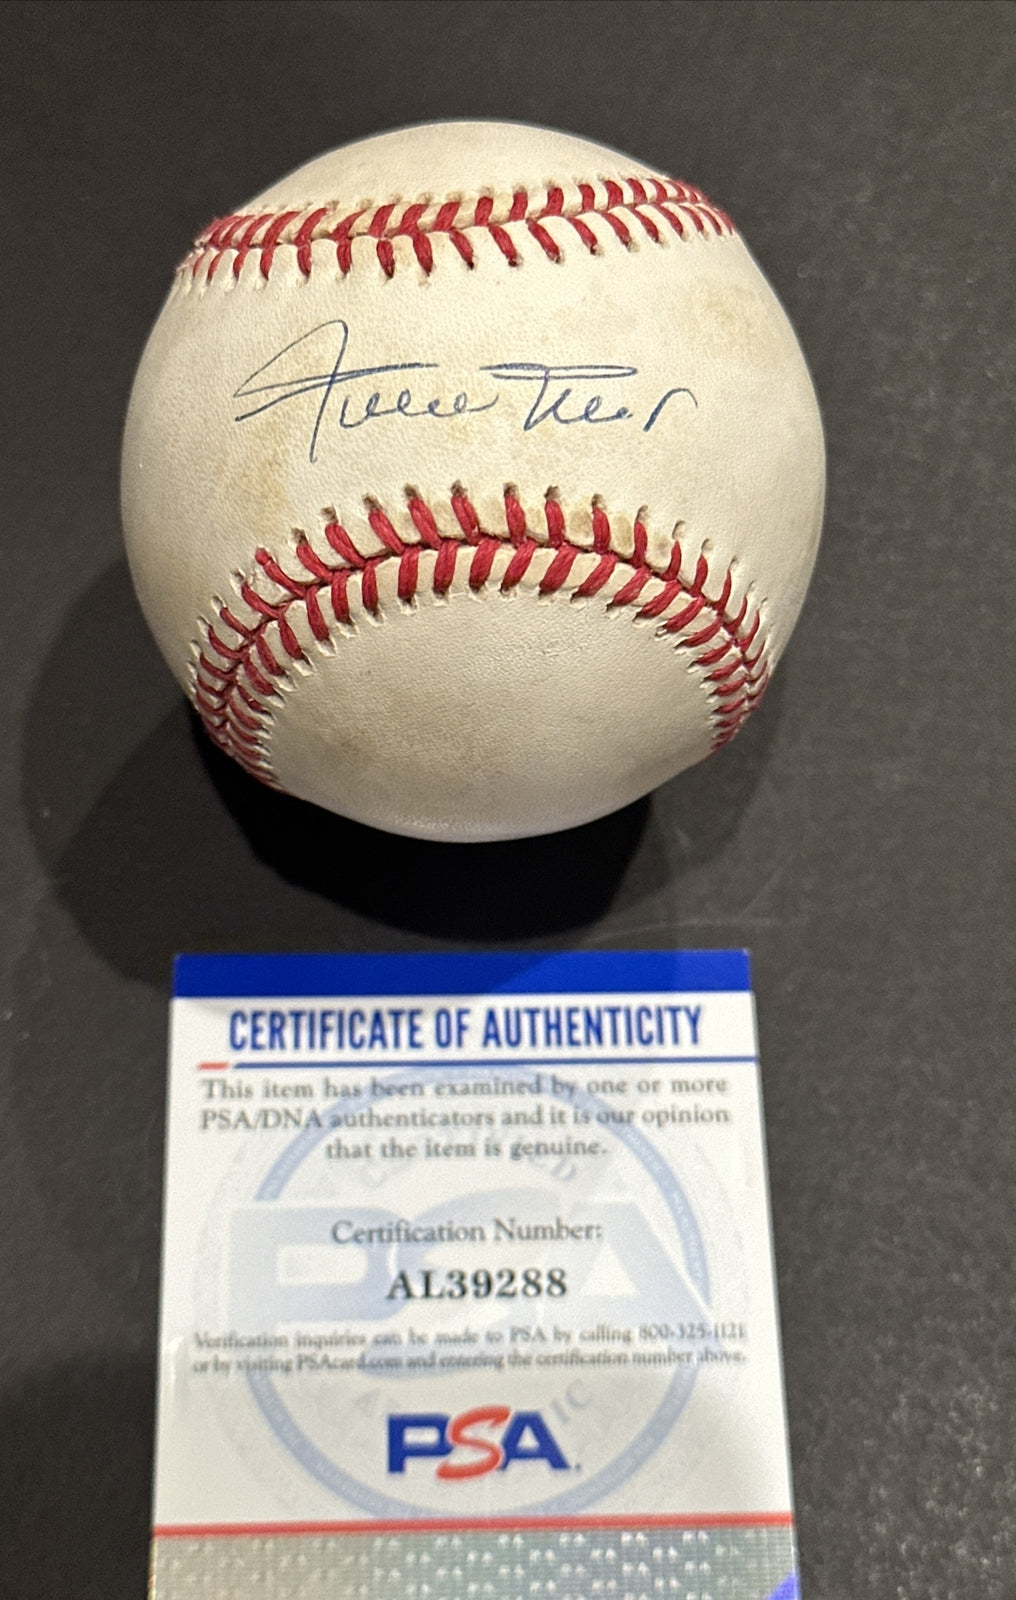 Willie Mays
CERTIFICATE OF AUTHENTICITY
This item has been examined by one or more
PSA/DNA authenticators and it is our opinion
that the item is genuine.
Certification Number:
AL39288
Verification inquiries can be made to PSA by calling 800-325-1121
or by visiting PSAcard.com and entering the certification number above.
PSA